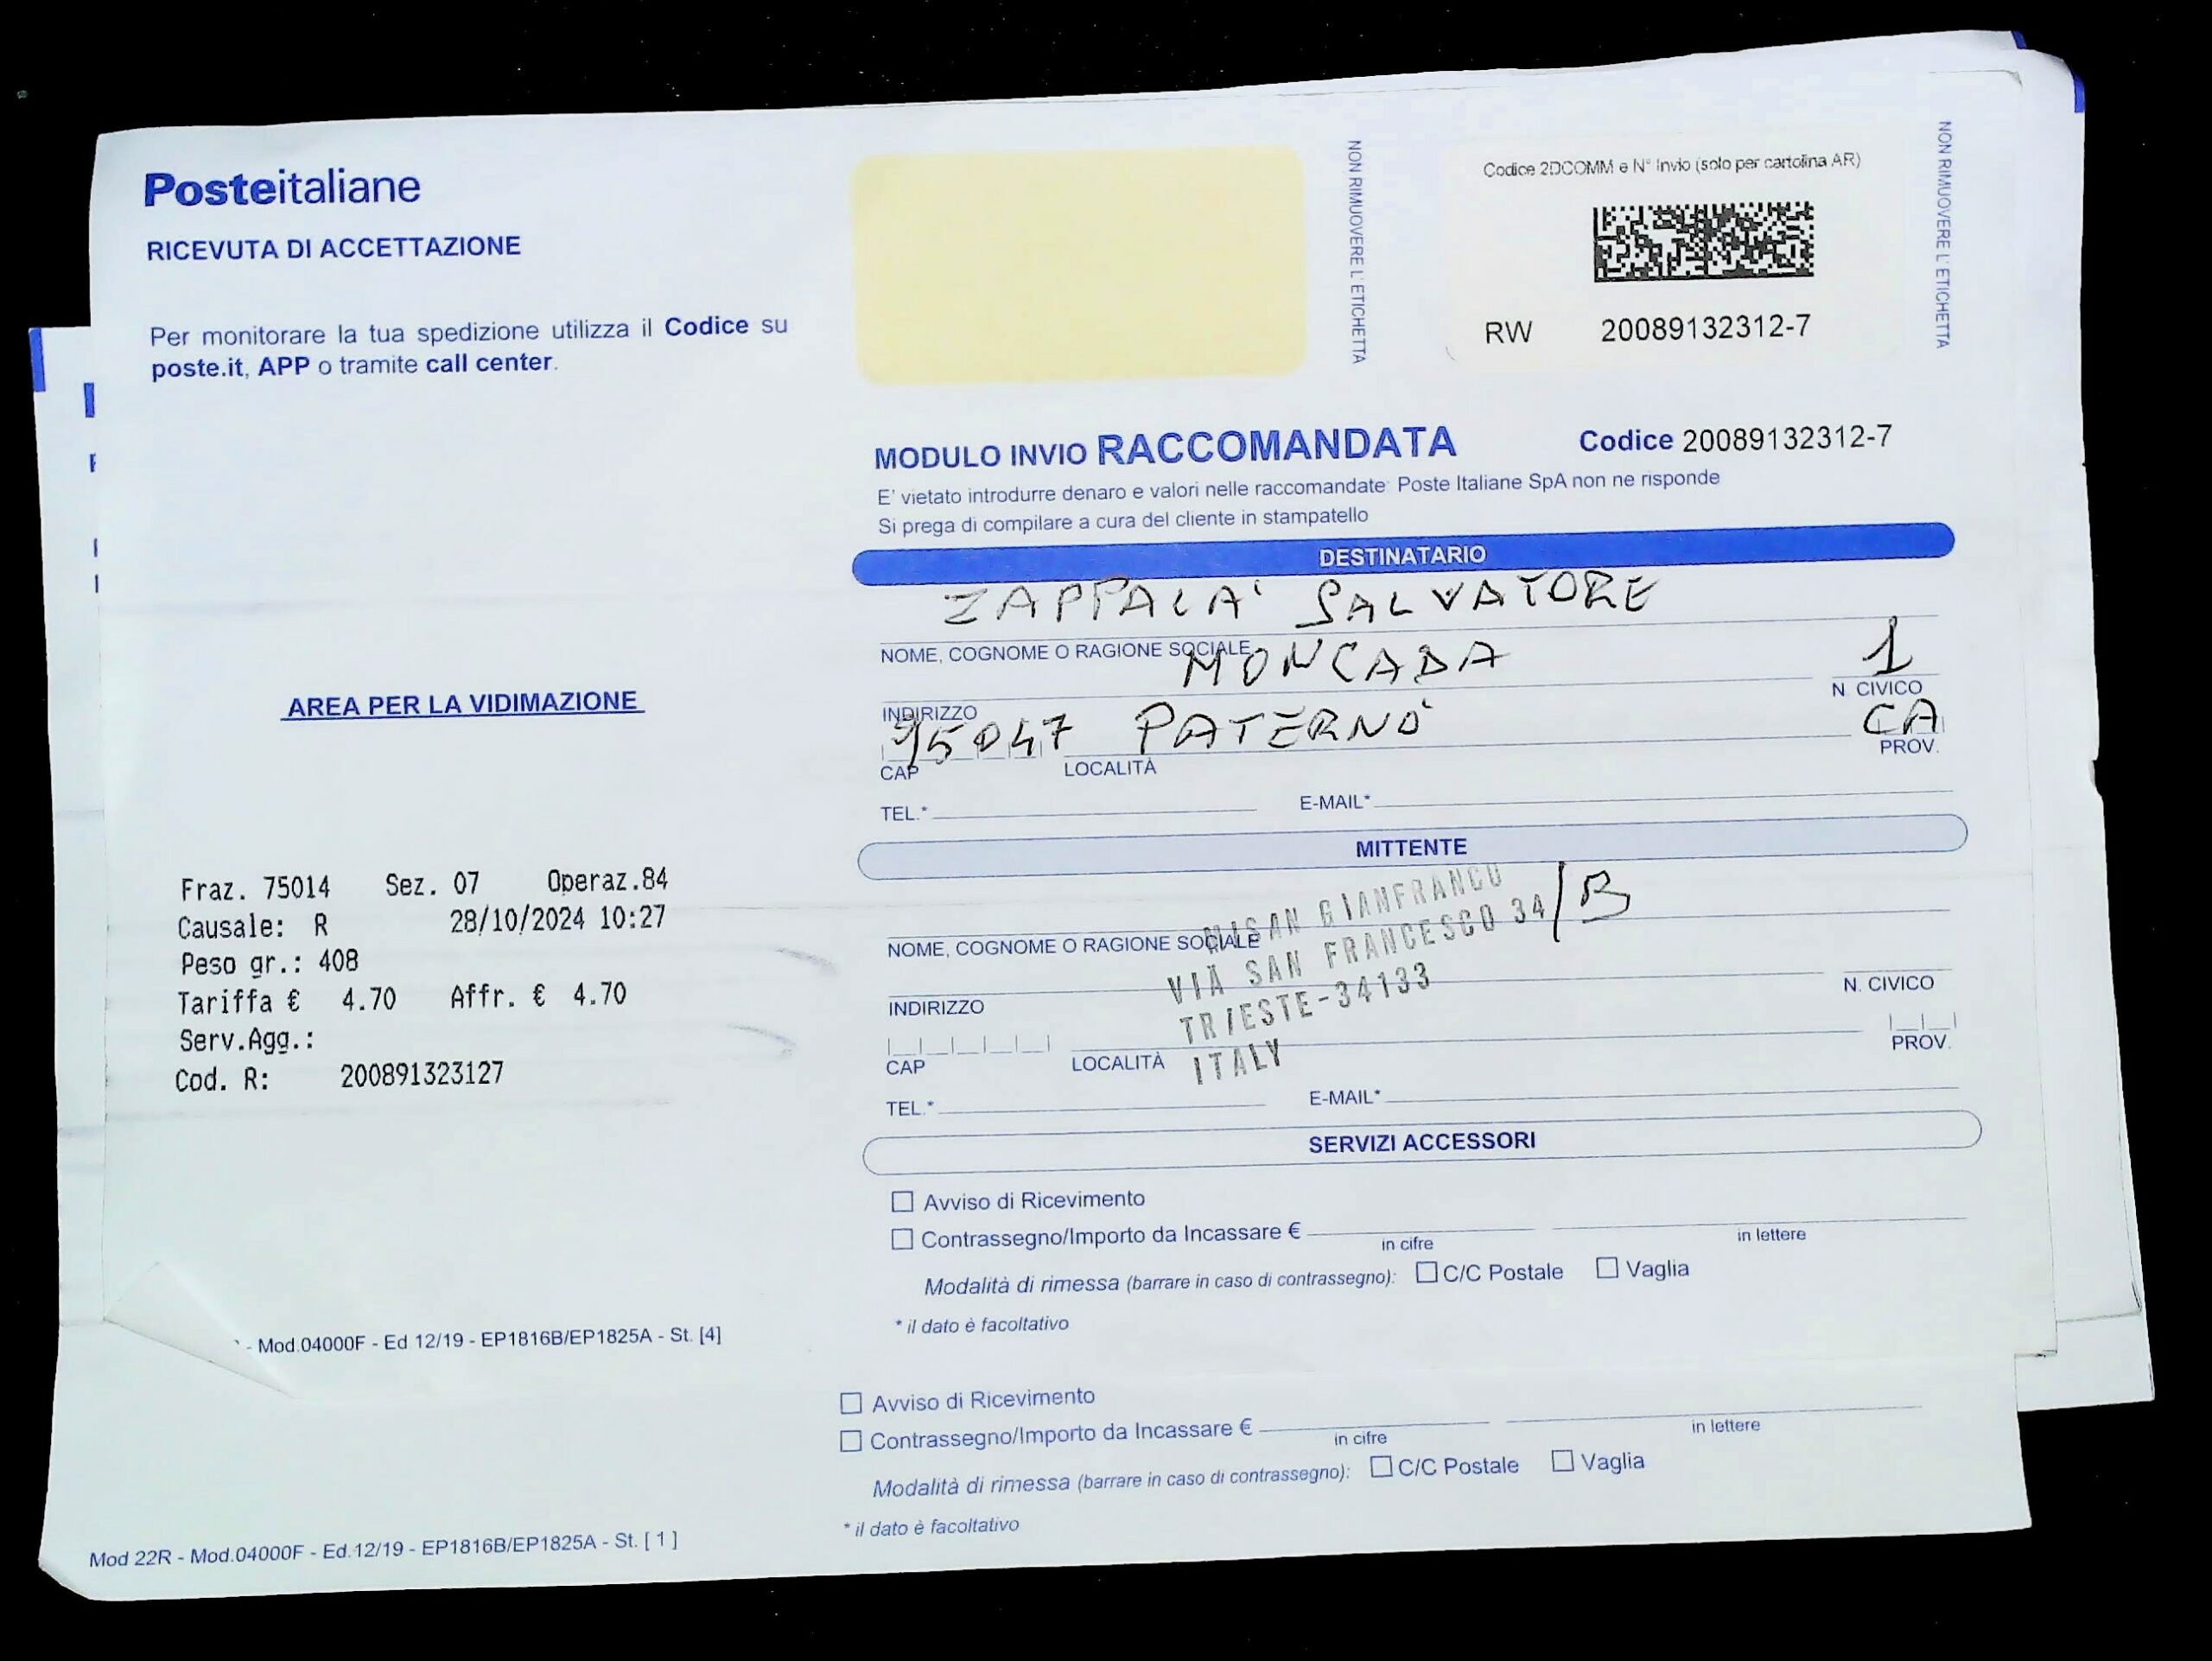 Posteitaliane
RICEVUTA DI ACCETTAZIONE
Per monitorare la tua spedizione utilizza il Codice su
poste.it, APP o tramite call center.
AREA PER LA VIDIMAZIONE
Fraz. 75014 Sez. 07 Operaz.84
Causale: R 28/10/2024 10:27
Peso gr.: 408
Tariffa € 4.70 Affr. € 4.70
Serv.Agg.:
Cod. R: 200891323127
- Mod.04000F - Ed 12/19 - EP1816B/EP1825A - St. [4]
NON RIMUOVERE L'ETICHETTA
Codice 2DCOMM e N° Invio (solo per cartolina AR)
RW 20089132312-7
NON RIMUOVERE L'ETICHETTA
MODULO INVIO RACCOMANDATA Codice 20089132312-7
E' vietato introdurre denaro e valori nelle raccomandate: Poste Italiane SpA non ne risponde
Si prega di compilare a cura del cliente in stampatello
DESTINATARIO
ZAPPALA' SALVATORE
NOME, COGNOME O RAGIONE SOCIALE
MONCADA 1
INDIRIZZO N. CIVICO
95047 PATERNO' CA
CAP LOCALITÀ PROV.
TEL.* E-MAIL*
MITTENTE
MISAN GIANFRANCO
NOME, COGNOME O RAGIONE SOCIALE
VIA SAN FRANCESCO 34/B
INDIRIZZO N. CIVICO
TRIESTE-34133
ITALY
CAP LOCALITÀ PROV.
TEL.* E-MAIL*
SERVIZI ACCESSORI
Avviso di Ricevimento
Contrassegno/Importo da Incassare €
in cifre in lettere
Modalità di rimessa (barrare in caso di contrassegno): C/C Postale Vaglia
* il dato è facoltativo
Avviso di Ricevimento
Contrassegno/Importo da Incassare €
in cifre in lettere
Modalità di rimessa (barrare in caso di contrassegno): C/C Postale Vaglia
* il dato è facoltativo
Mod 22R - Mod.04000F - Ed.12/19 - EP1816B/EP1825A - St. [ 1 ]